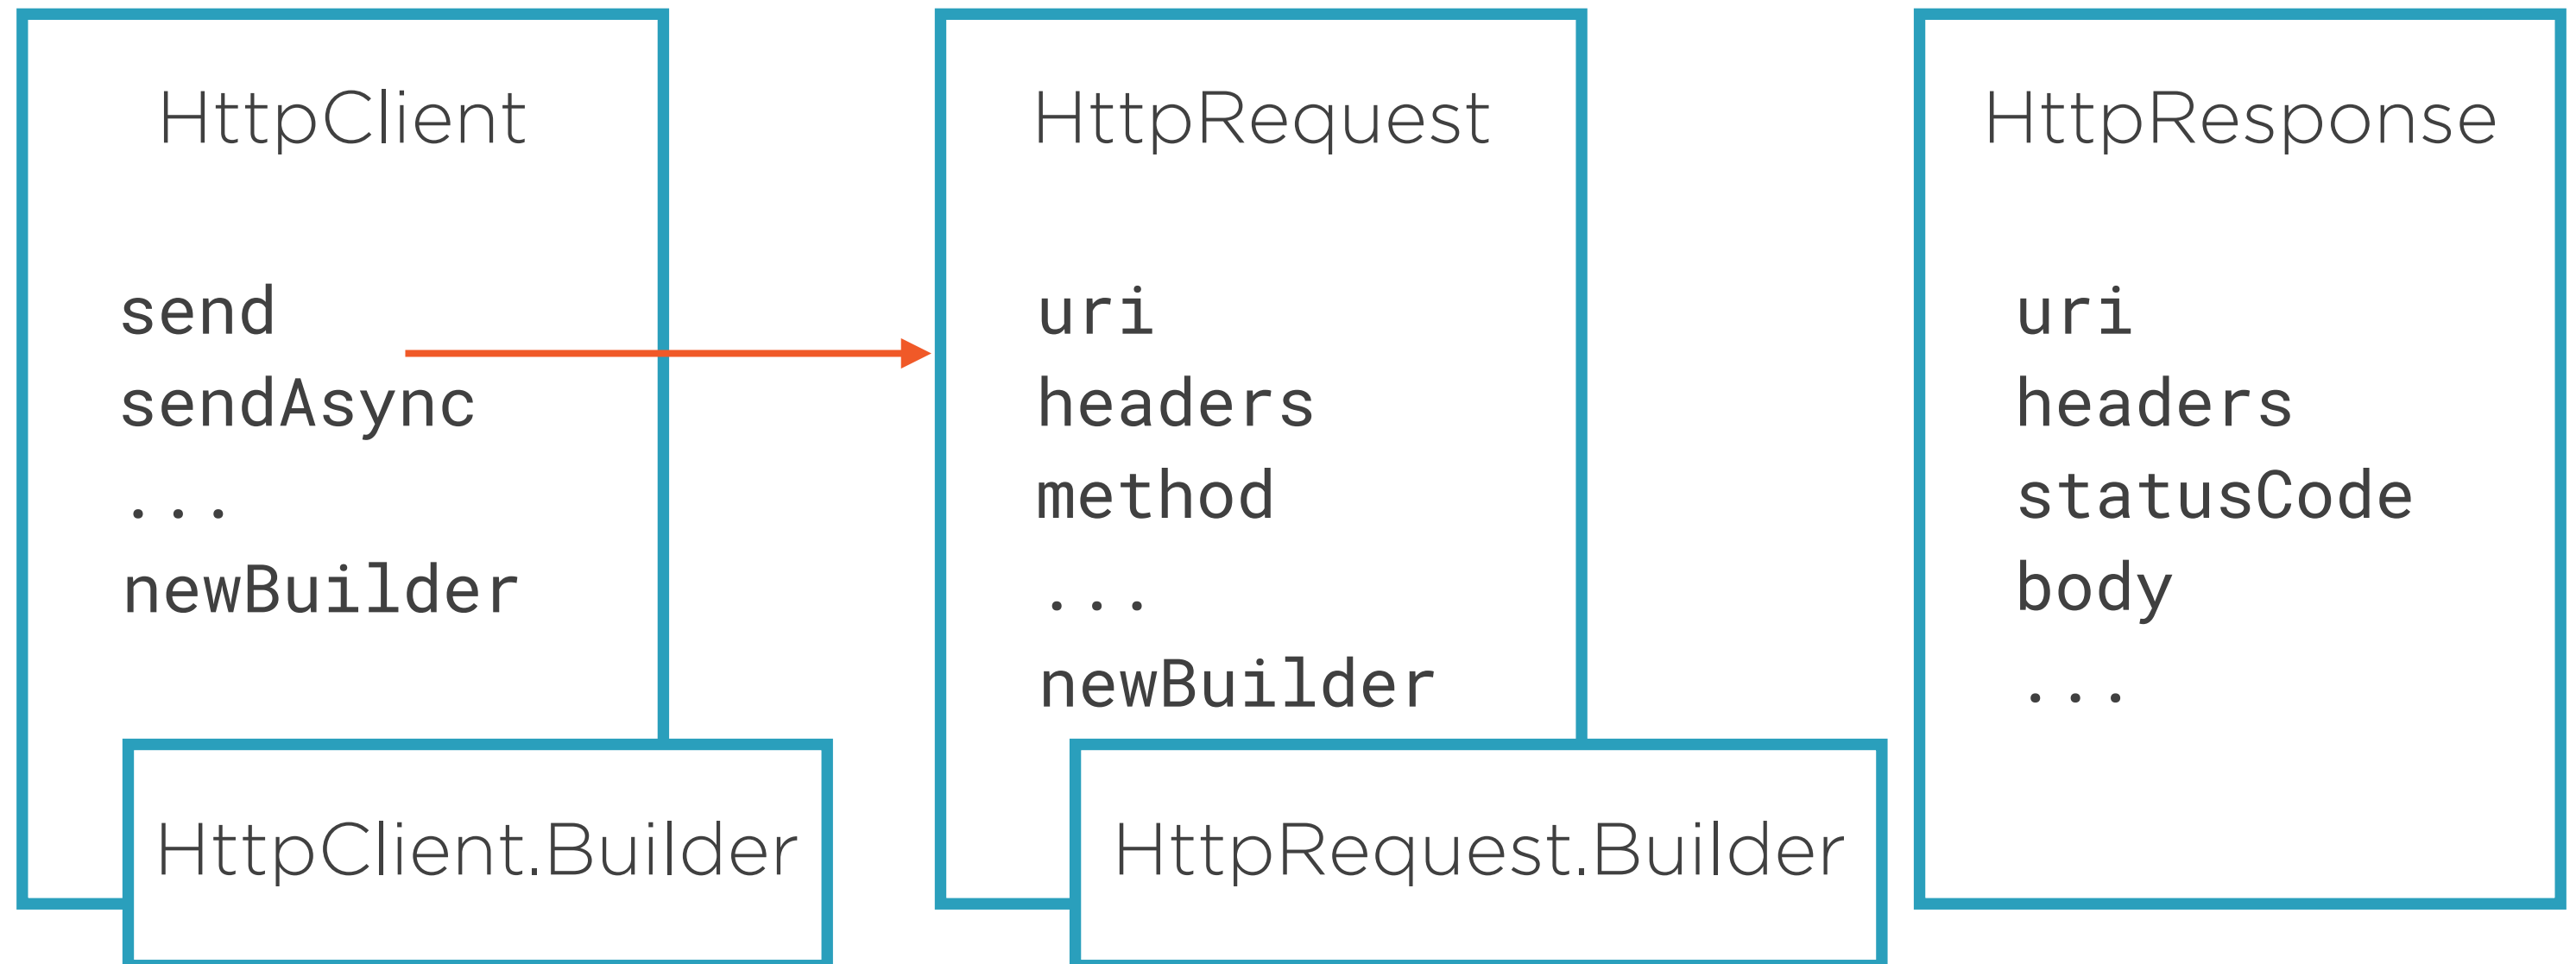 HttpClient
send
sendAsync
...
newBuilder
HttpClient.Builder
HttpRequest
uri
headers
method
...
newBuilder
HttpRequest.Builder
HttpResponse
uri
headers
statusCode
body
...